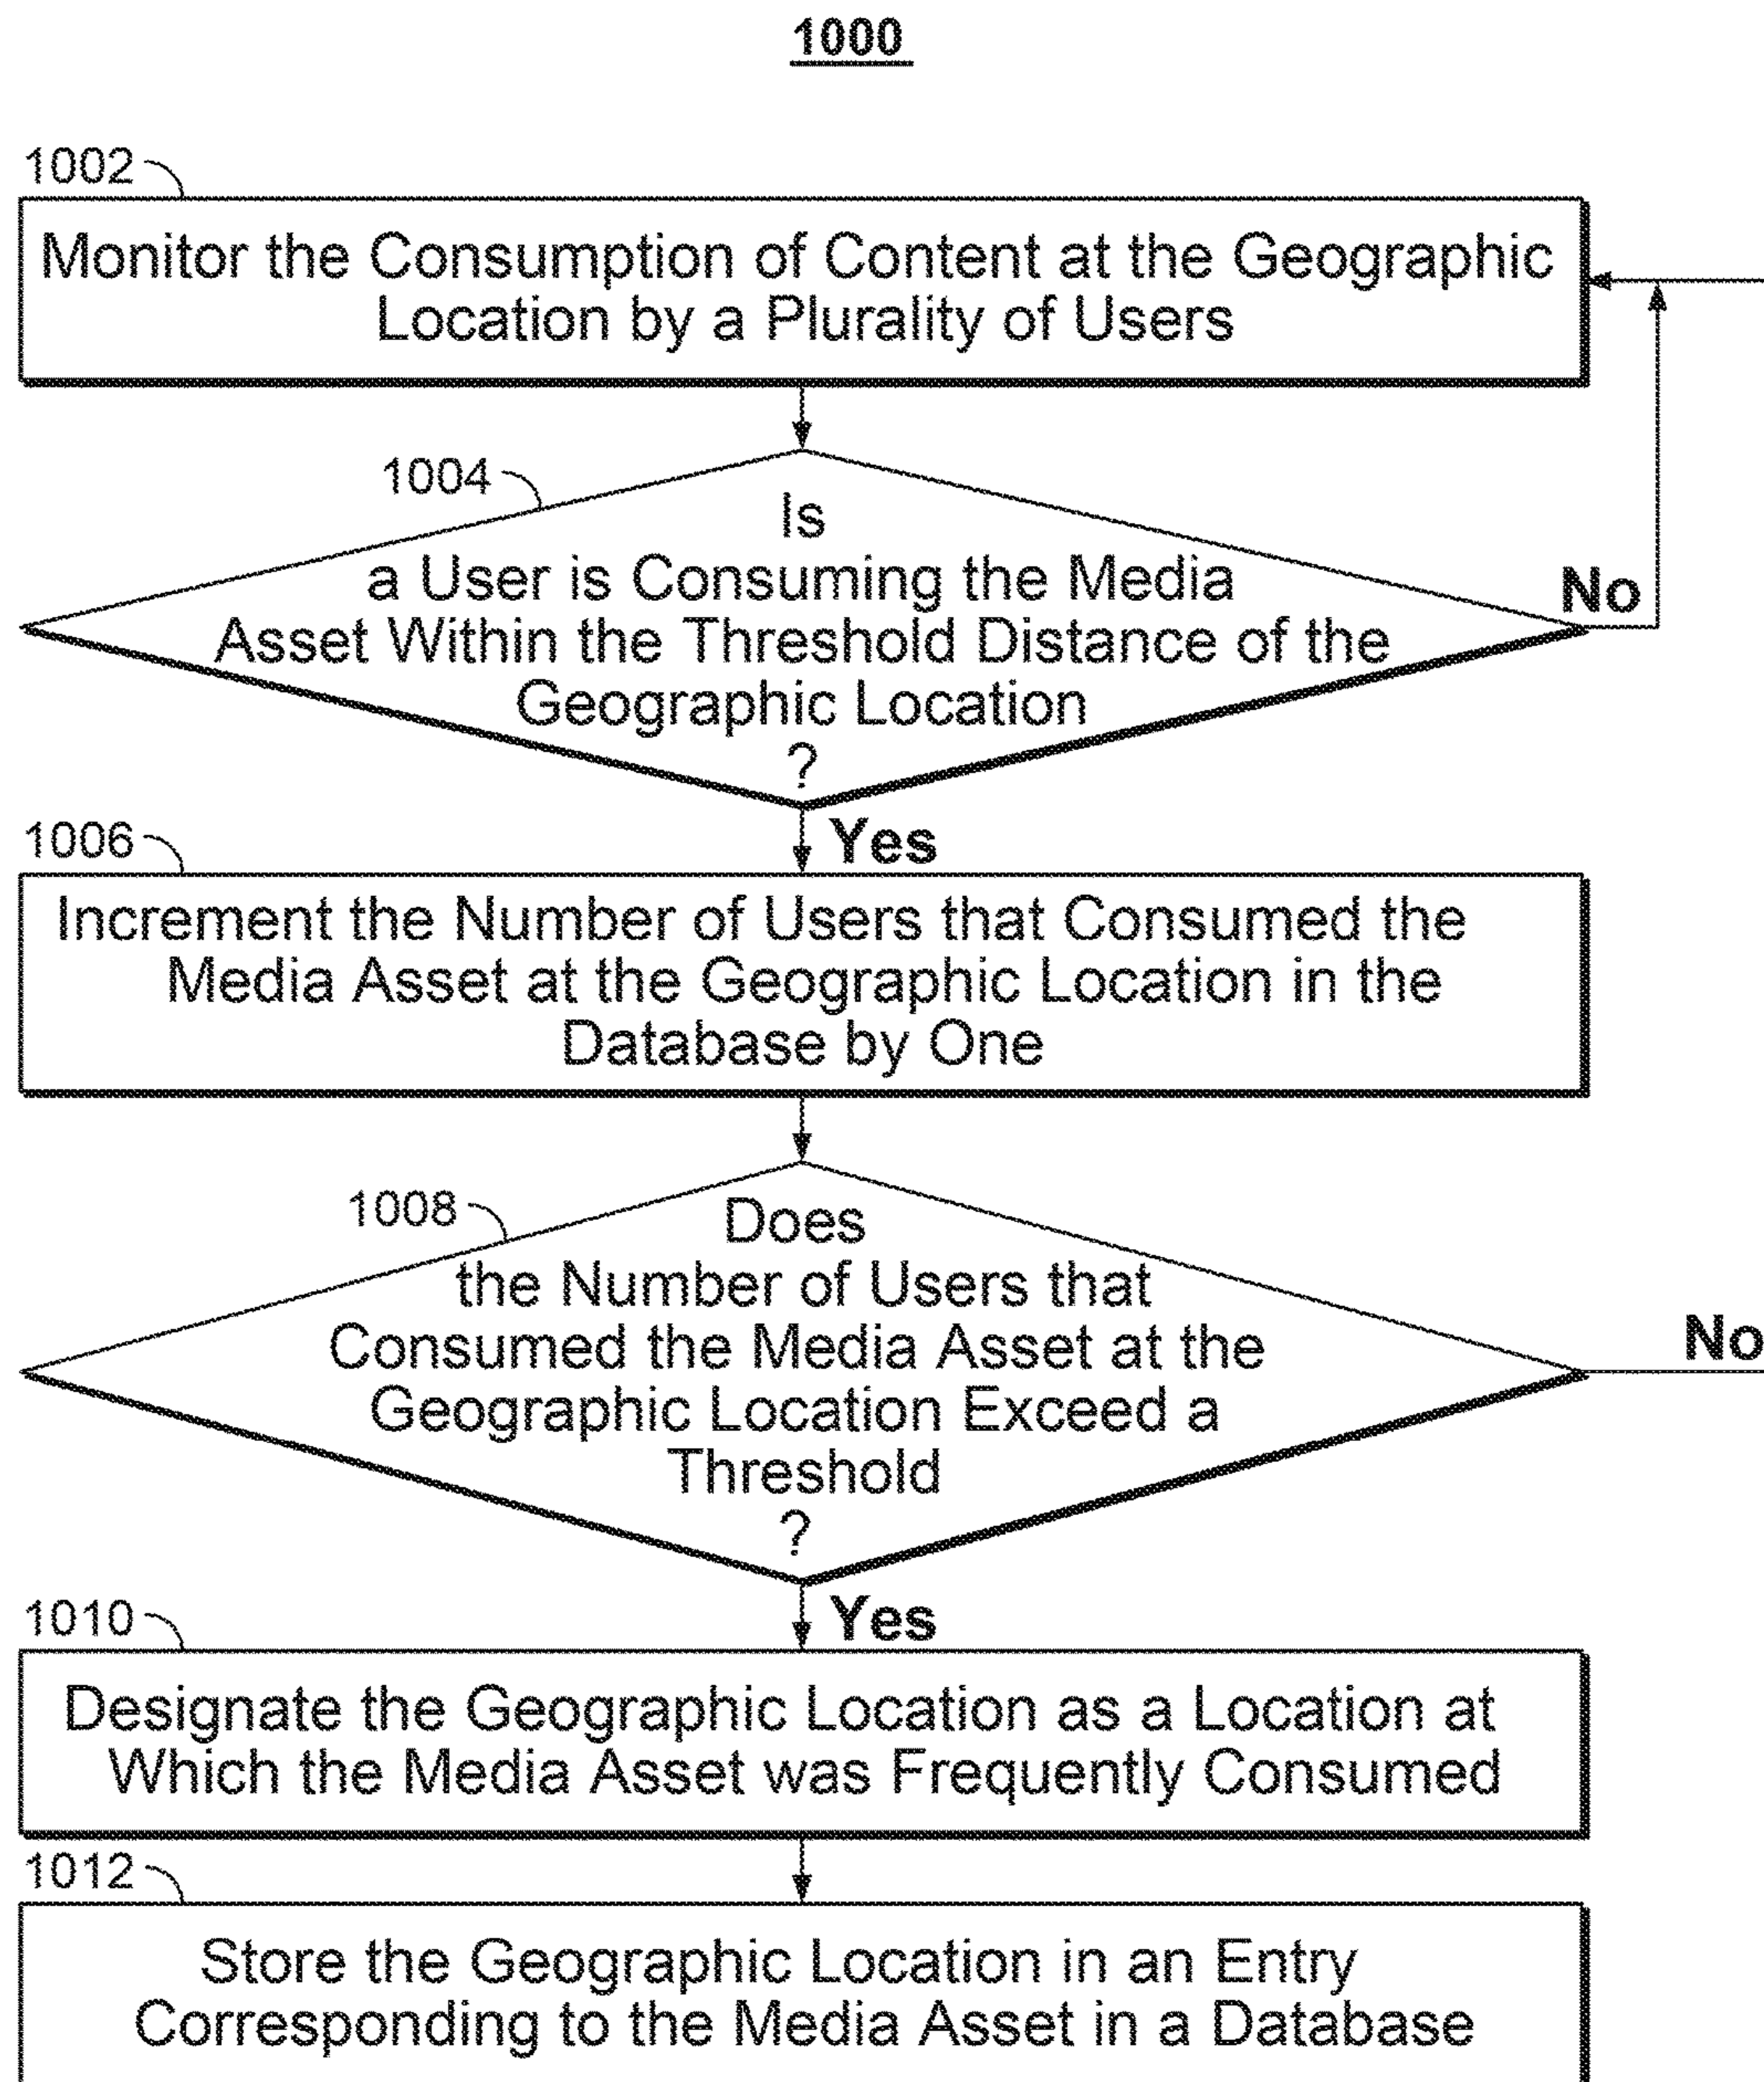 1000
1002
Monitor the Consumption of Content at the Geographic
Location by a Plurality of Users
1004
Is
a User is Consuming the Media
Asset Within the Threshold Distance of the
Geographic Location
?
No
Yes
1006
Increment the Number of Users that Consumed the
Media Asset at the Geographic Location in the
Database by One
1008
Does
the Number of Users that
Consumed the Media Asset at the
Geographic Location Exceed a
Threshold
?
No
Yes
1010
Designate the Geographic Location as a Location at
Which the Media Asset was Frequently Consumed
1012
Store the Geographic Location in an Entry
Corresponding to the Media Asset in a Database